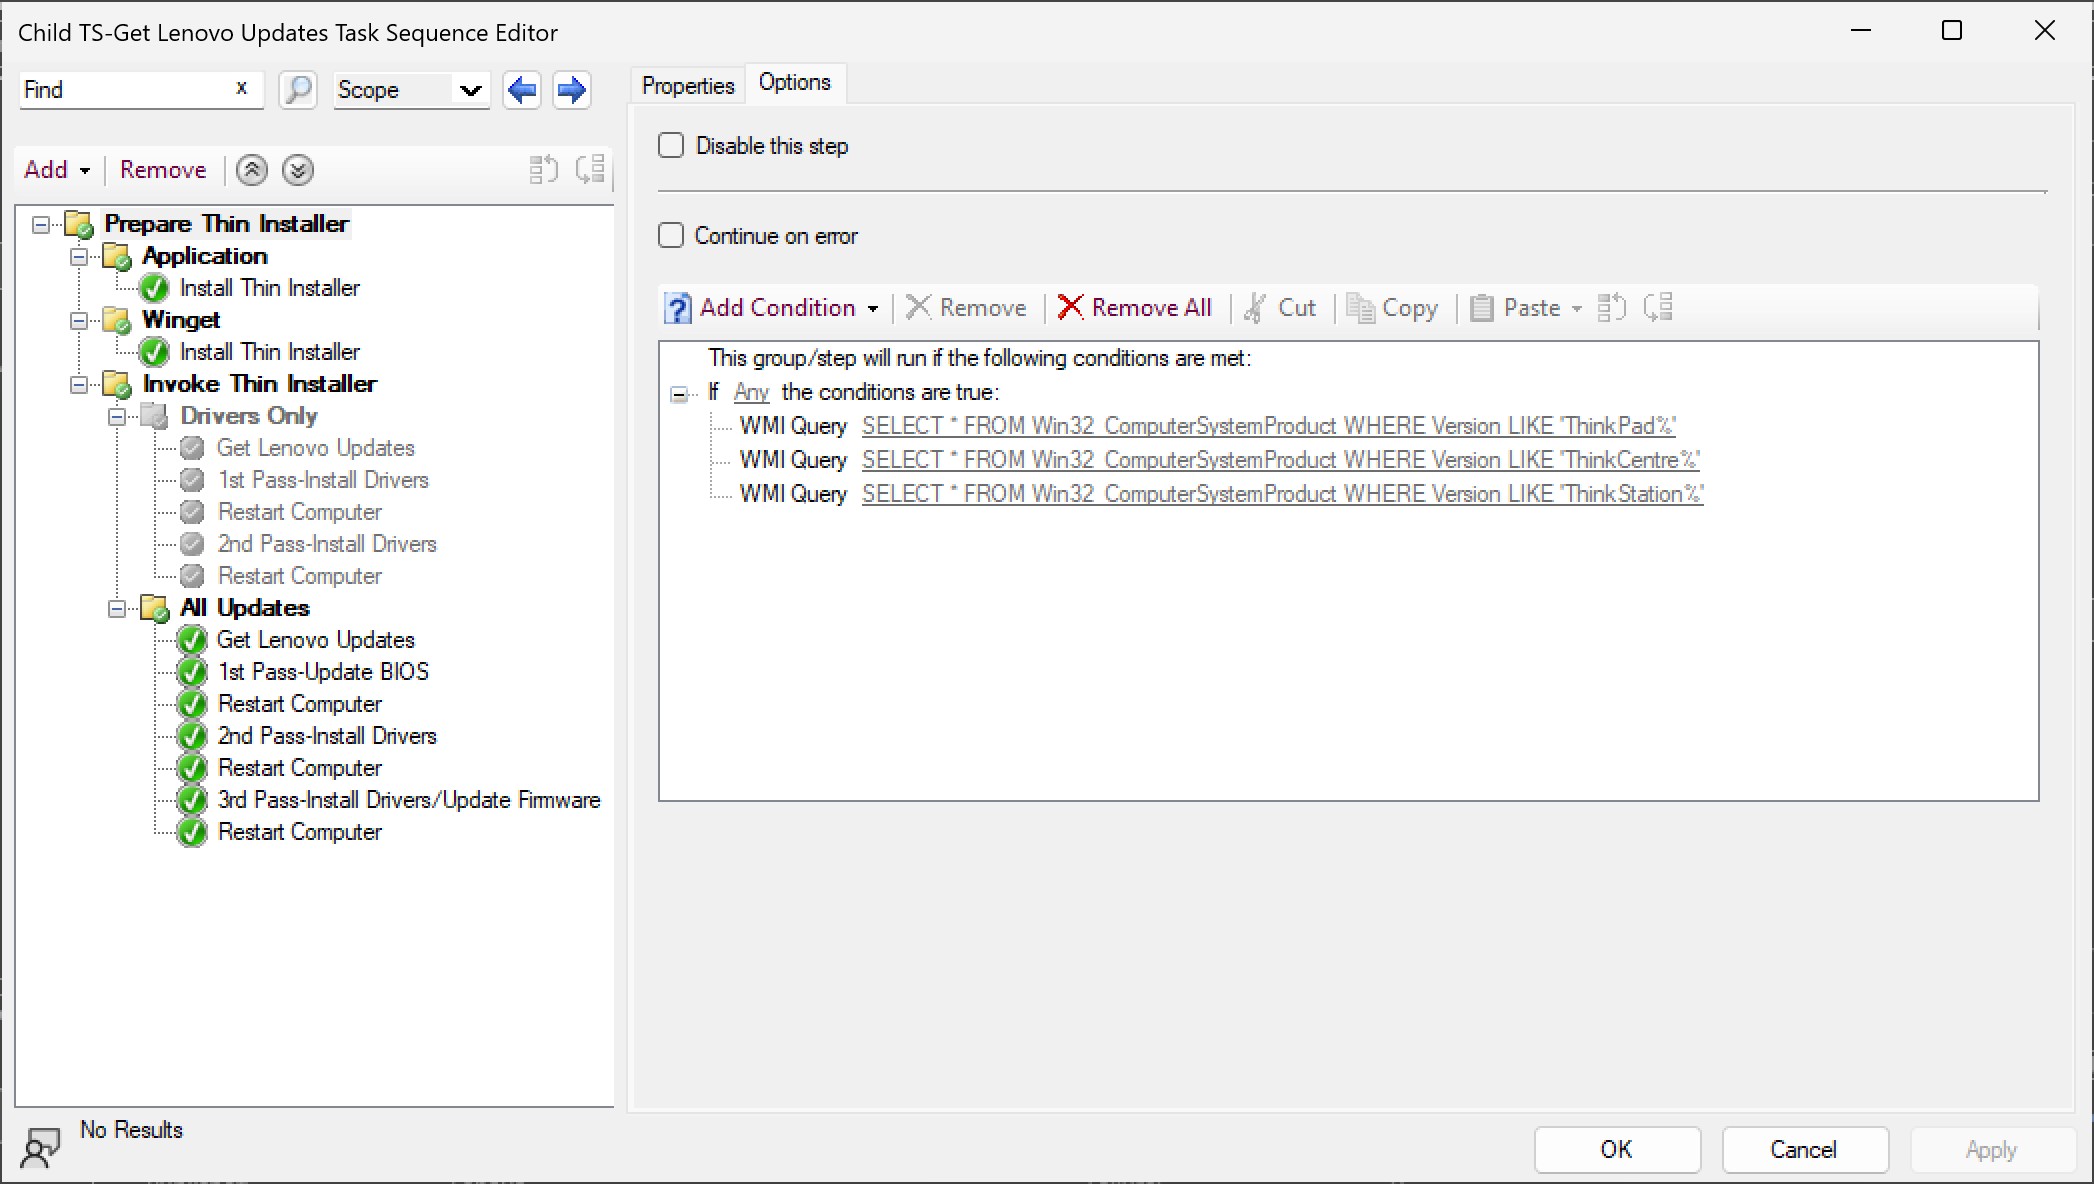 Child TS-Get Lenovo Updates Task Sequence Editor
Find x Scope
Add Remove
Prepare Thin Installer
Application
Install Thin Installer
Winget
Install Thin Installer
Invoke Thin Installer
Drivers Only
Get Lenovo Updates
1st Pass-Install Drivers
Restart Computer
2nd Pass-Install Drivers
Restart Computer
All Updates
Get Lenovo Updates
1st Pass-Update BIOS
Restart Computer
2nd Pass-Install Drivers
Restart Computer
3rd Pass-Install Drivers/Update Firmware
Restart Computer
No Results
Properties Options
Disable this step
Continue on error
Add Condition Remove Remove All Cut Copy Paste
This group/step will run if the following conditions are met:
If Any the conditions are true:
WMI Query SELECT * FROM Win32_ComputerSystemProduct WHERE Version LIKE 'ThinkPad%'
WMI Query SELECT * FROM Win32_ComputerSystemProduct WHERE Version LIKE 'ThinkCentre%'
WMI Query SELECT * FROM Win32_ComputerSystemProduct WHERE Version LIKE 'ThinkStation%'
OK Cancel Apply